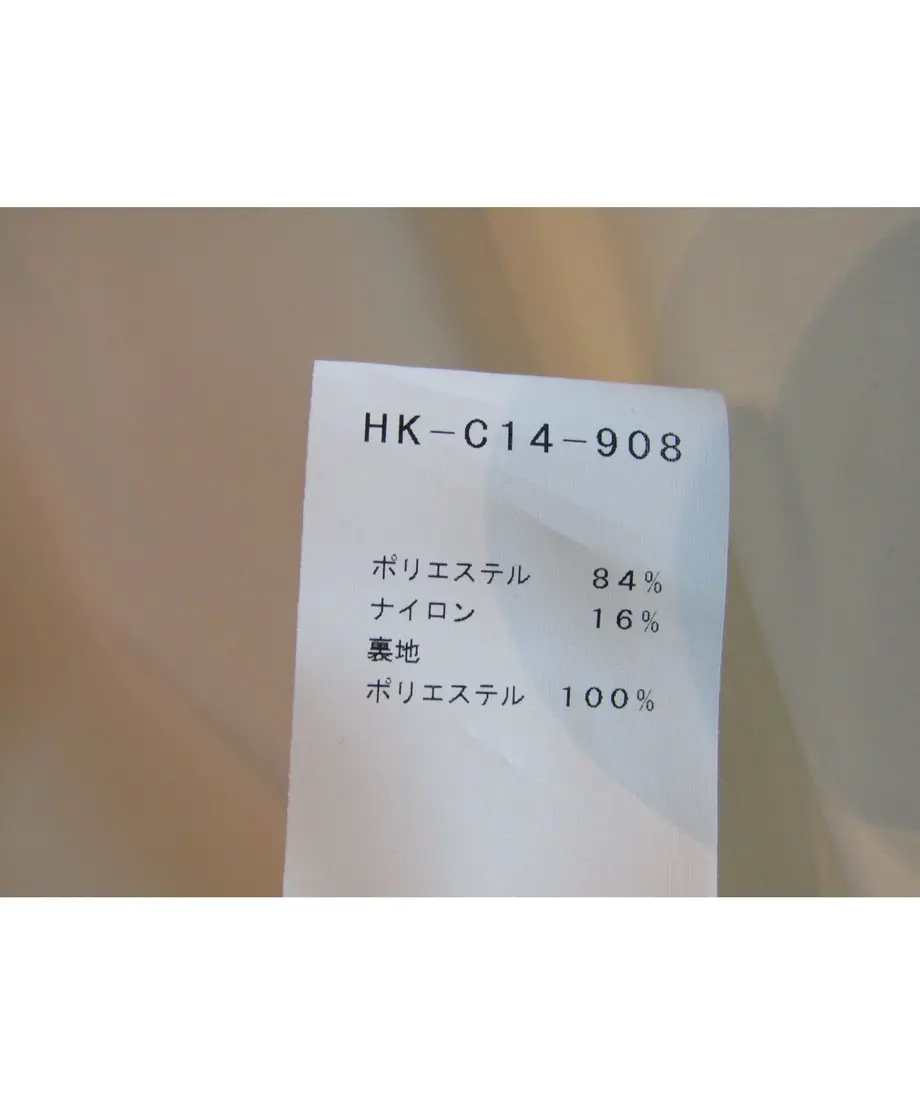 HK-C14-908
ポリエステル 84%
ナイロン 16%
裏地
ポリエステル 100%